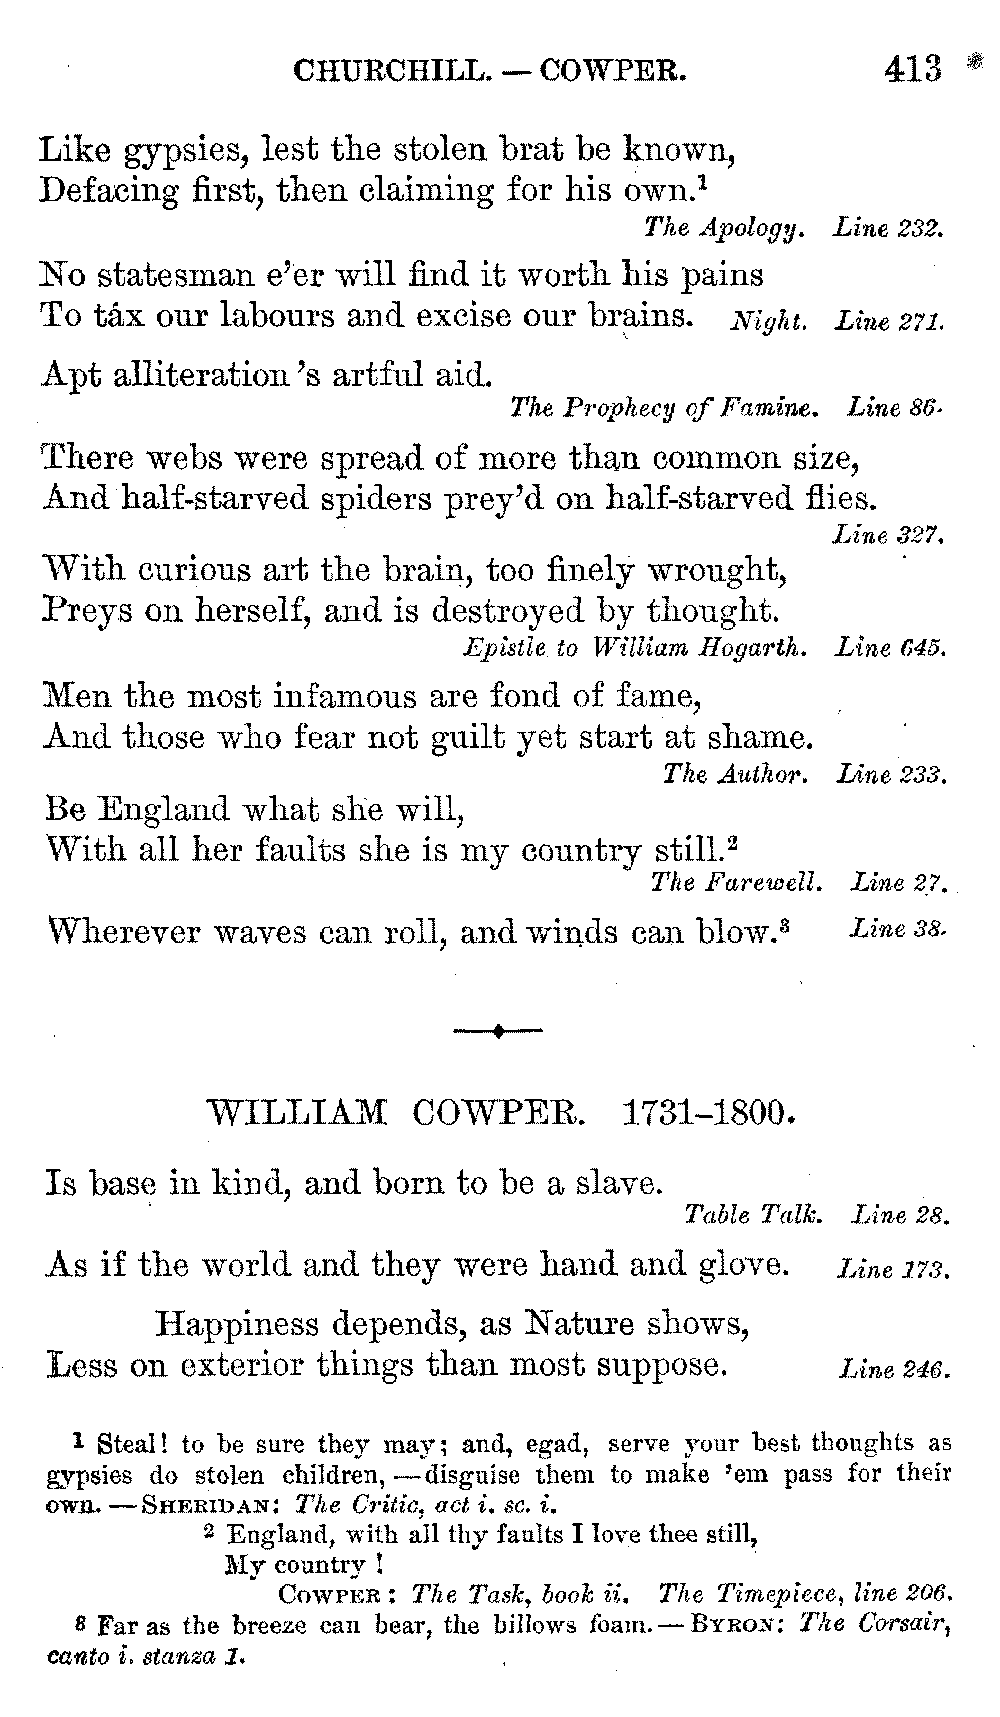 CHURCHILL. — COWPER. 413
Like gypsies, lest the stolen brat be known,
Defacing first, then claiming for his own.¹
The Apology. Line 232.
No statesman e'er will find it worth his pains
To tax our labours and excise our brains. Night. Line 271.
Apt alliteration 's artful aid.
The Prophecy of Famine. Line 86.
There webs were spread of more than common size,
And half-starved spiders prey'd on half-starved flies.
Line 327.
With curious art the brain, too finely wrought,
Preys on herself, and is destroyed by thought.
Epistle to William Hogarth. Line 645.
Men the most infamous are fond of fame,
And those who fear not guilt yet start at shame.
The Author. Line 233.
Be England what she will,
With all her faults she is my country still.²
The Farewell. Line 27.
Wherever waves can roll, and winds can blow.³ Line 38.
WILLIAM COWPER. 1731–1800.
Is base in kind, and born to be a slave.
Table Talk. Line 28.
As if the world and they were hand and glove. Line 173.
Happiness depends, as Nature shows,
Less on exterior things than most suppose. Line 246.
¹ Steal! to be sure they may; and, egad, serve your best thoughts as
gypsies do stolen children, — disguise them to make 'em pass for their
own. — SHERIDAN: The Critic, act i. sc. i.
² England, with all thy faults I love thee still,
My country!
COWPER: The Task, book ii. The Timepiece, line 206.
³ Far as the breeze can bear, the billows foam. — BYRON: The Corsair,
canto i. stanza 1.